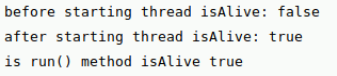 before starting thread isAlive: false
after starting thread isAlive: true
is run() method isAlive true